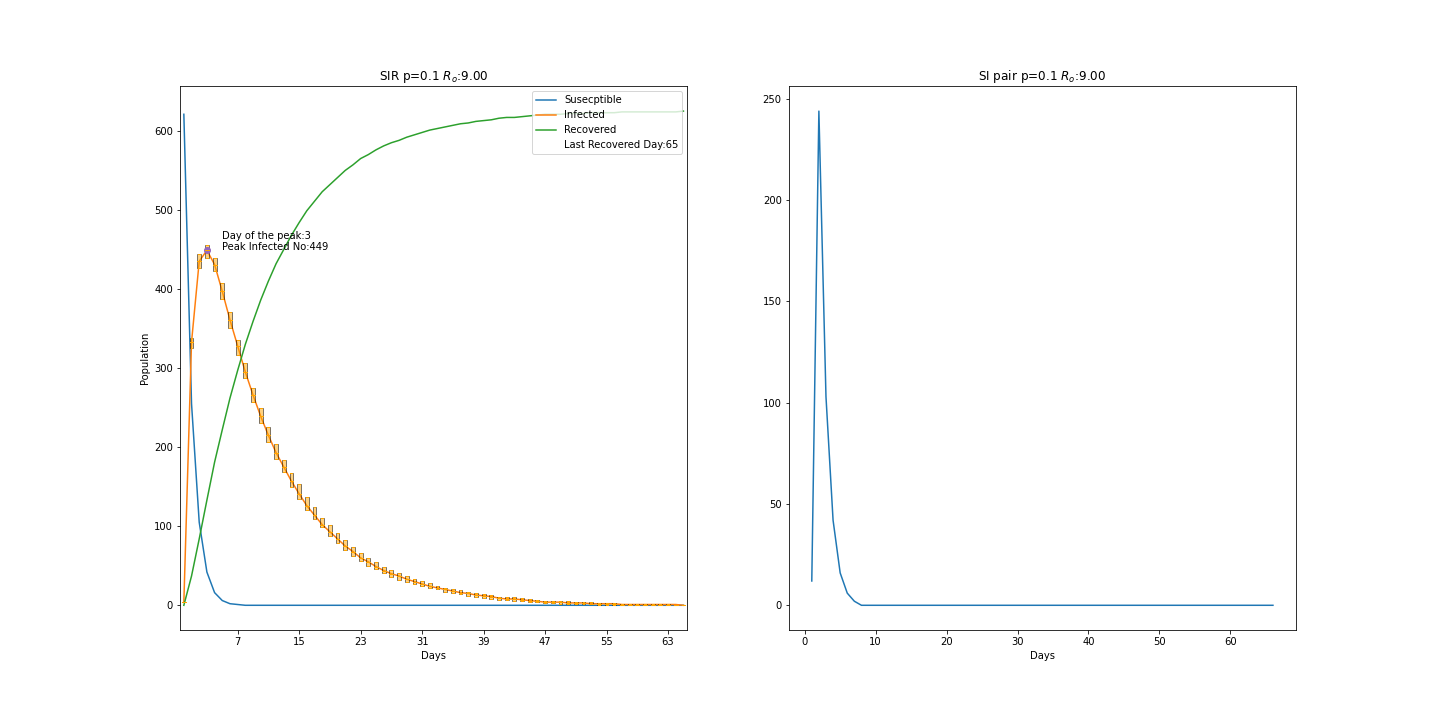 SIR p=0.1 Rₒ:9.00
Susecptible
Infected
Recovered
Last Recovered Day:65
Day of the peak:3
Peak Infected No:449
Population
600
500
400
300
200
100
0
7 15 23 31 39 47 55 63
Days
SI pair p=0.1 Rₒ:9.00
250
200
150
100
50
0
0 10 20 30 40 50 60
Days